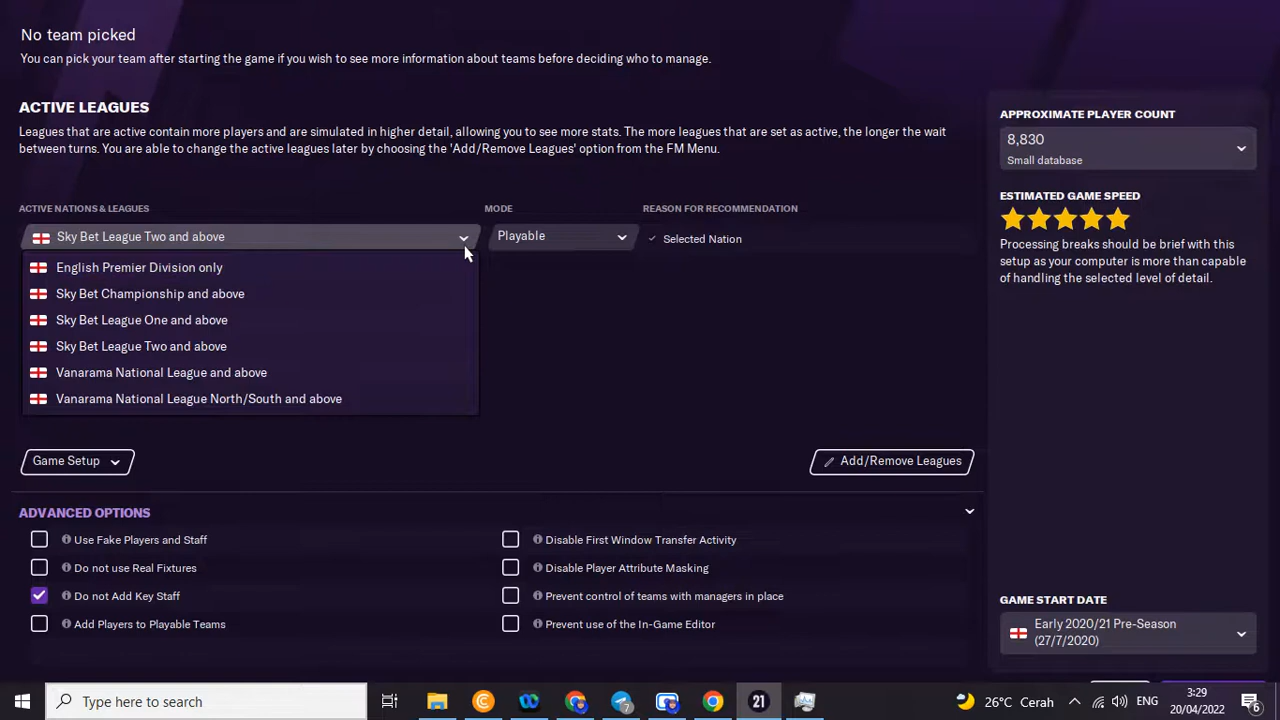 No team picked
You can pick your team after starting the game if you wish to see more information about teams before deciding who to manage.
ACTIVE LEAGUES
Leagues that are active contain more players and are simulated in higher detail, allowing you to see more stats. The more leagues that are set as active, the longer the wait
between turns. You are able to change the active leagues later by choosing the 'Add/Remove Leagues' option from the FM Menu.
ACTIVE NATIONS & LEAGUES
MODE
REASON FOR RECOMMENDATION
Sky Bet League Two and above
Playable
Selected Nation
English Premier Division only
Sky Bet Championship and above
Sky Bet League One and above
Sky Bet League Two and above
Vanarama National League and above
Vanarama National League North/South and above
Game Setup
Add/Remove Leagues
ADVANCED OPTIONS
Use Fake Players and Staff
Do not use Real Fixtures
Do not Add Key Staff
Add Players to Playable Teams
Disable First Window Transfer Activity
Disable Player Attribute Masking
Prevent control of teams with managers in place
Prevent use of the In-Game Editor
APPROXIMATE PLAYER COUNT
8,830
Small database
ESTIMATED GAME SPEED
Processing breaks should be brief with this
setup as your computer is more than capable
of handling the selected level of detail.
GAME START DATE
Early 2020/21 Pre-Season
(27/7/2020)
Type here to search
21
26°C Cerah
ENG
3:29
20/04/2022
6